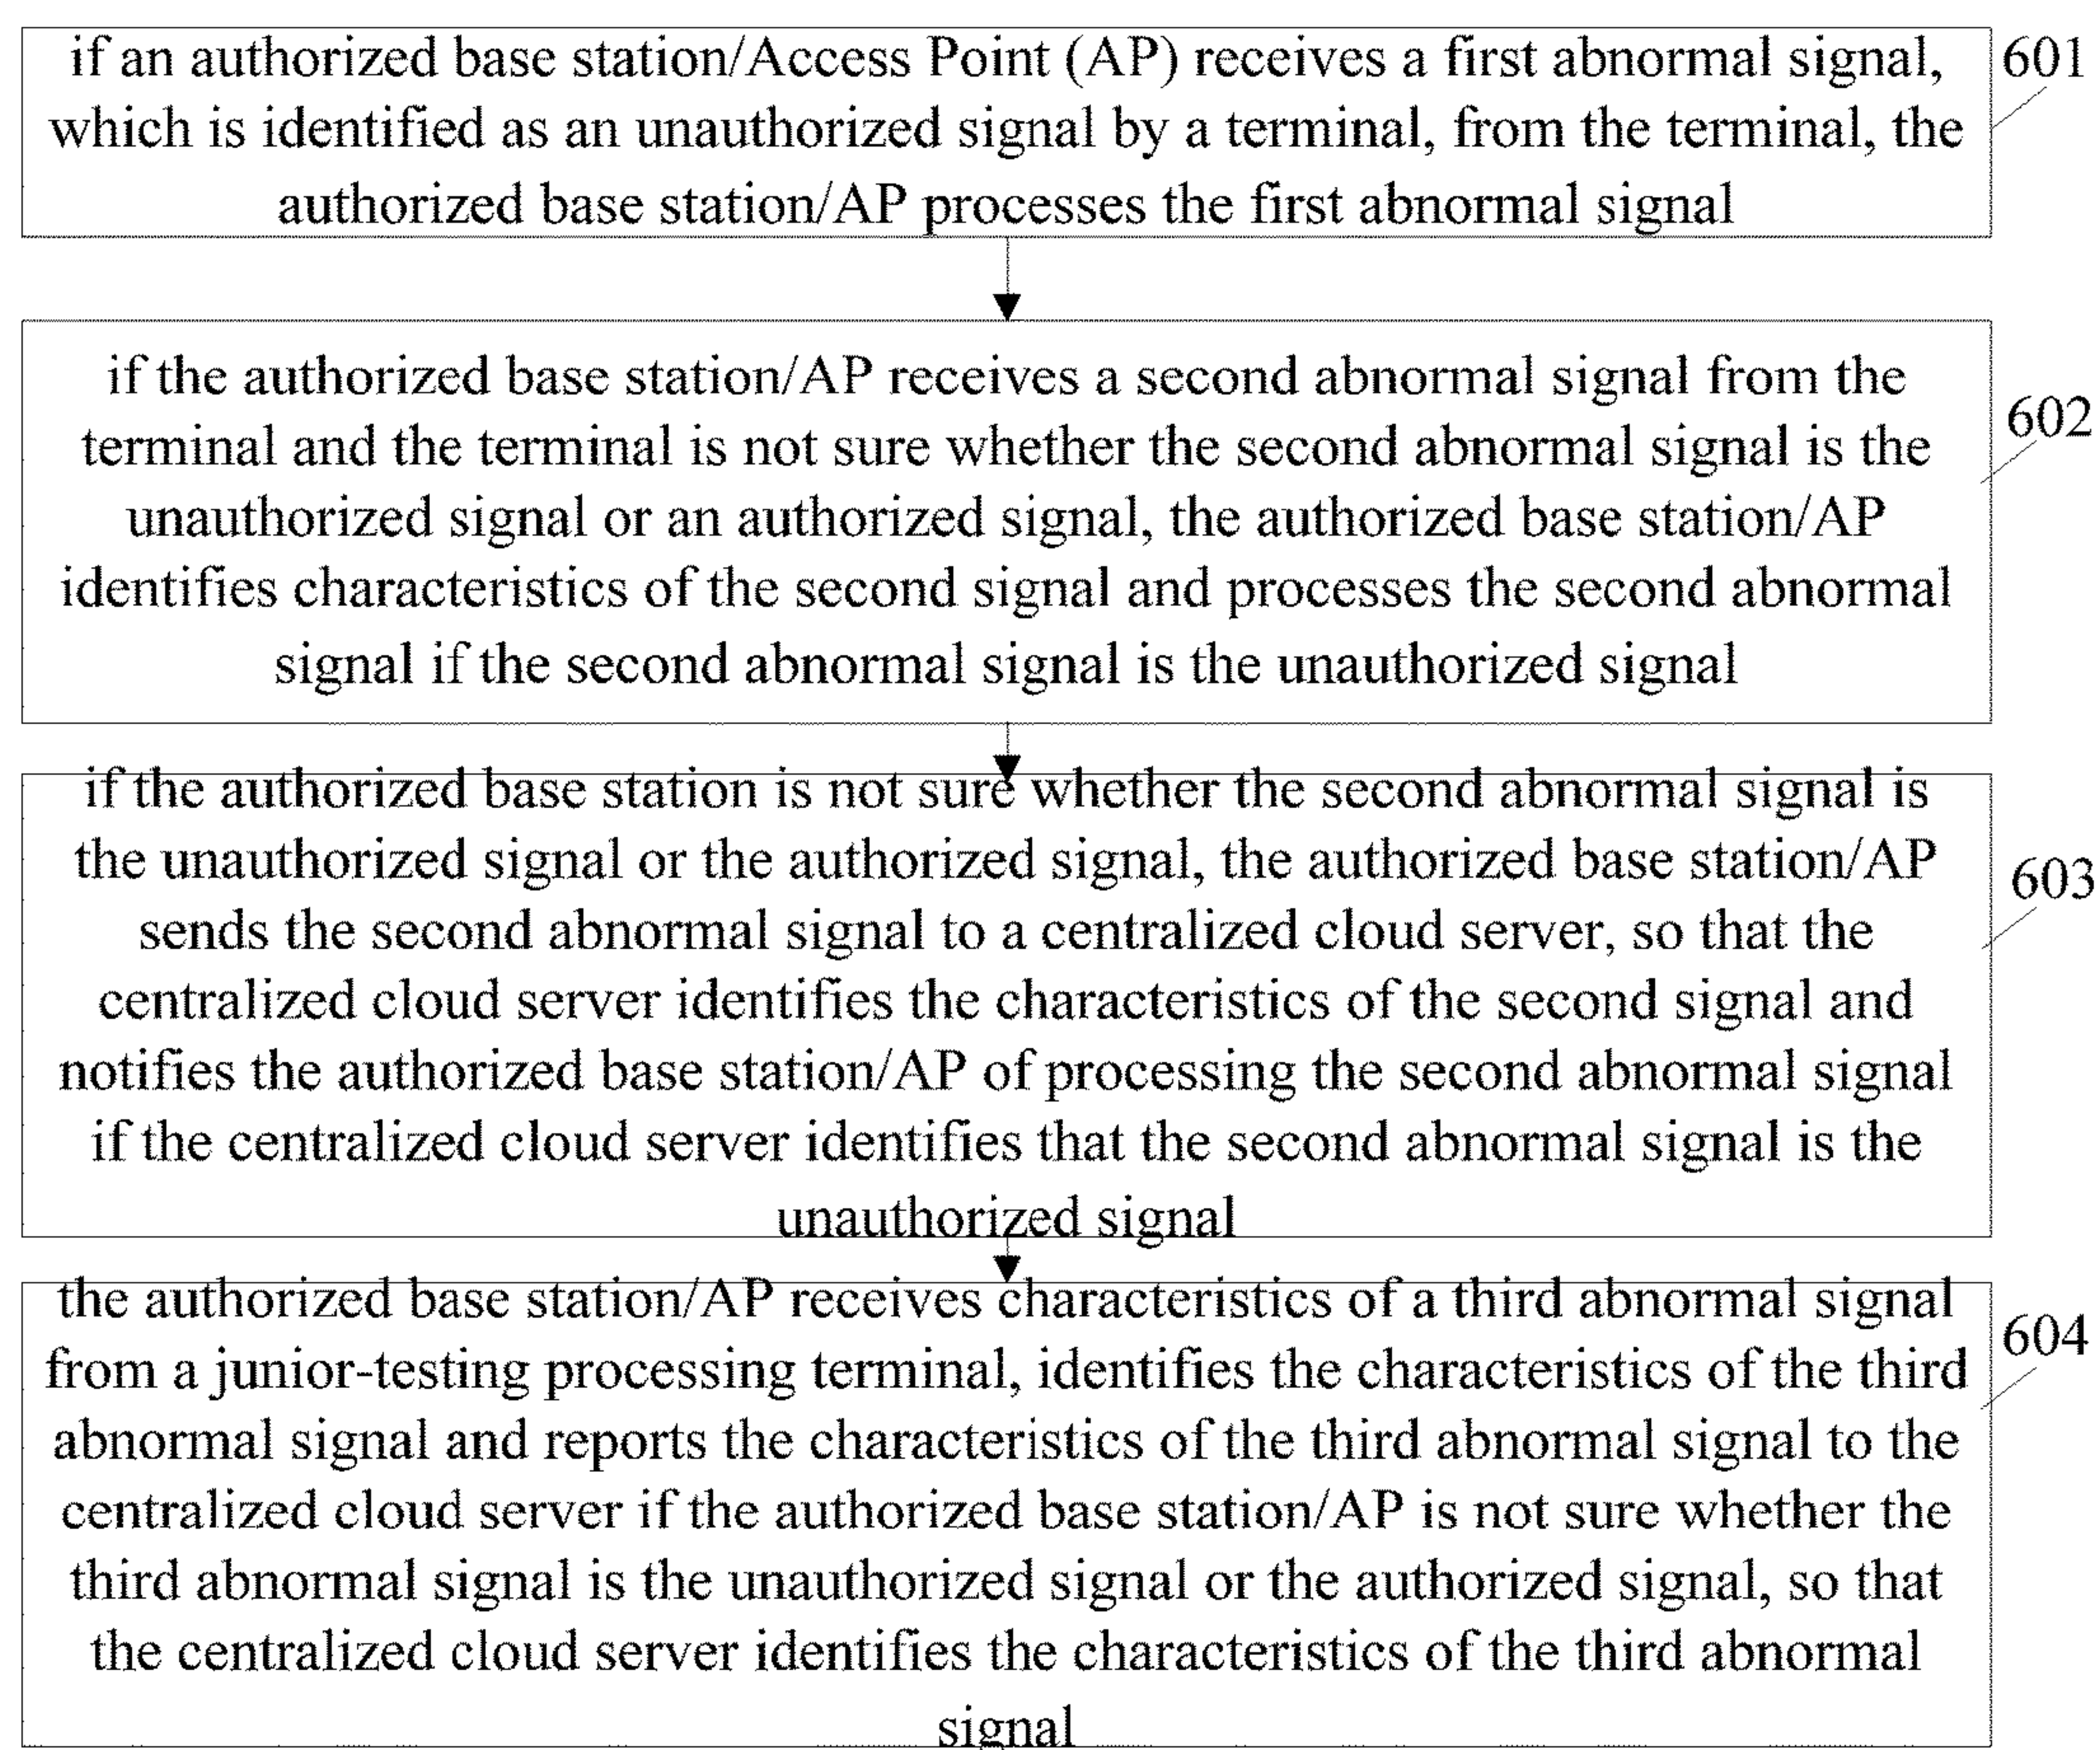 if an authorized base station/Access Point (AP) receives a first abnormal signal,
which is identified as an unauthorized signal by a terminal, from the terminal, the
authorized base station/AP processes the first abnormal signal
601
if the authorized base station/AP receives a second abnormal signal from the
terminal and the terminal is not sure whether the second abnormal signal is the
unauthorized signal or an authorized signal, the authorized base station/AP
identifies characteristics of the second signal and processes the second abnormal
signal if the second abnormal signal is the unauthorized signal
602
if the authorized base station is not sure whether the second abnormal signal is
the unauthorized signal or the authorized signal, the authorized base station/AP
sends the second abnormal signal to a centralized cloud server, so that the
centralized cloud server identifies the characteristics of the second signal and
notifies the authorized base station/AP of processing the second abnormal signal
if the centralized cloud server identifies that the second abnormal signal is the
unauthorized signal
603
the authorized base station/AP receives characteristics of a third abnormal signal
from a junior-testing processing terminal, identifies the characteristics of the third
abnormal signal and reports the characteristics of the third abnormal signal to the
centralized cloud server if the authorized base station/AP is not sure whether the
third abnormal signal is the unauthorized signal or the authorized signal, so that
the centralized cloud server identifies the characteristics of the third abnormal
signal
604